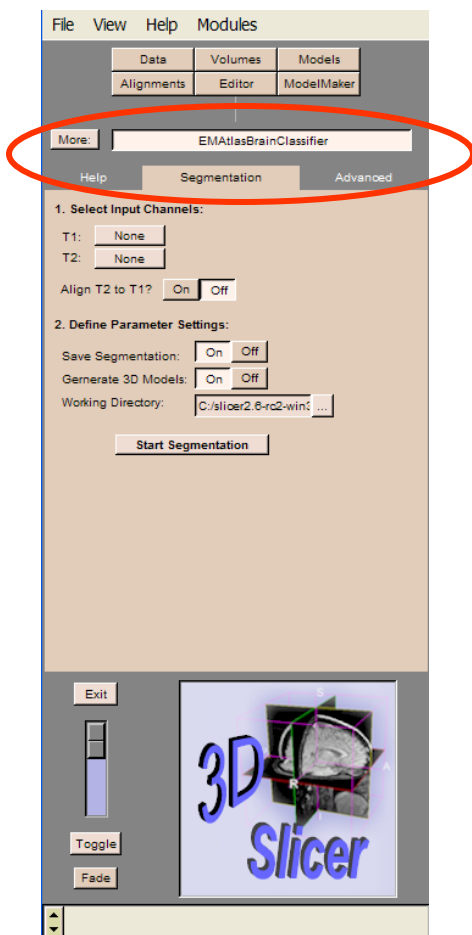 File View Help Modules
Data Volumes Models
Alignments Editor ModelMaker
More: EMAtlasBrainClassifier
Help Segmentation Advanced
1. Select Input Channels:
T1: None
T2: None
Align T2 to T1? On Off
2. Define Parameter Settings:
Save Segmentation: On Off
Gernerate 3D Models: On Off
Working Directory: C:/slicer2.6-rc2-win3 ...
Start Segmentation
Exit
S
A
R
3D
Slicer
Toggle
Fade